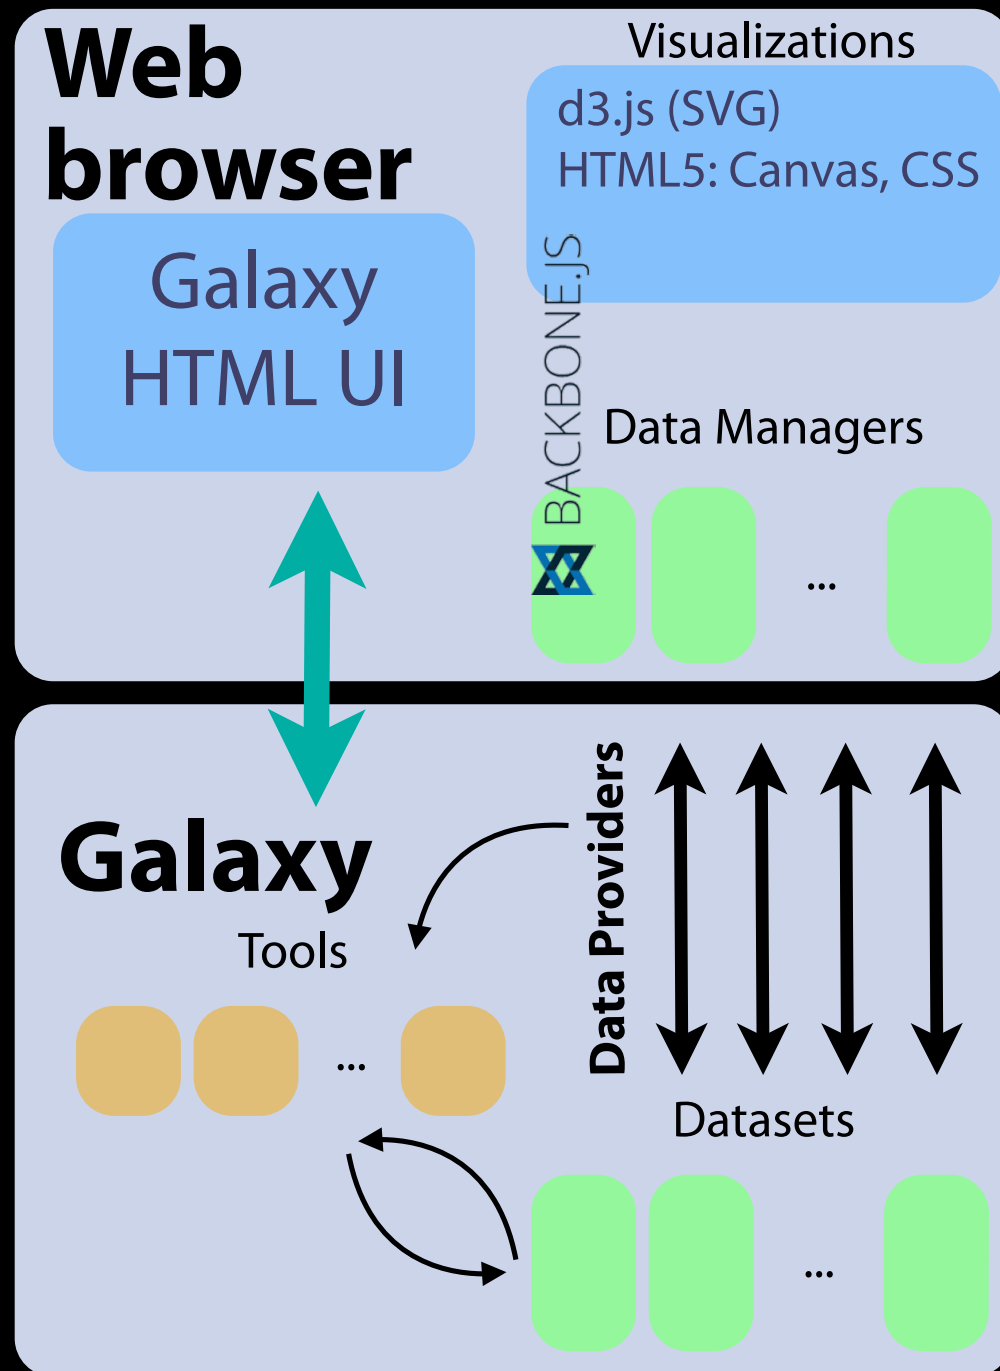 Web
browser
Galaxy
HTML UI
Visualizations
d3.js (SVG)
HTML5: Canvas, CSS
BACKBONE.JS
Data Managers
...
Galaxy
Tools
...
Data Providers
Datasets
...